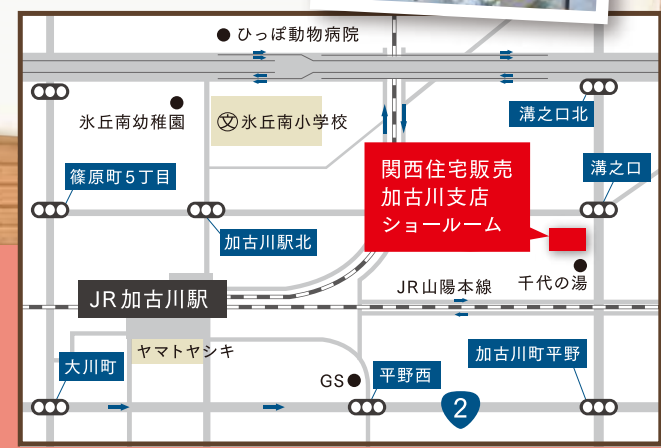 ひっぽ動物病院
氷丘南幼稚園
文
氷丘南小学校
溝之口北
篠原町5丁目
関西住宅販売
加古川支店
ショールーム
溝之口
加古川駅北
JR加古川駅
JR山陽本線
千代の湯
ヤマトヤシキ
大川町
GS
平野西
加古川町平野
2